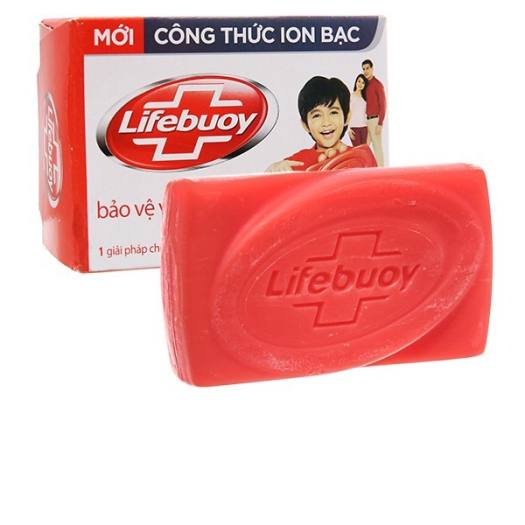 MỚI CÔNG THỨC ION BẠC
Lifebuoy
bảo vệ
1 giải pháp
Lifebuoy